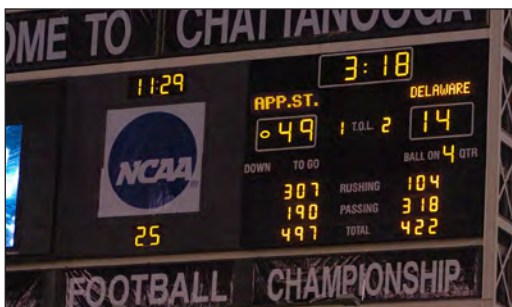 OME TO CHATTANOOGA
11:29
3:18
APP.ST. DELAWARE
49 1 T.O.L. 2 14
DOWN TO GO BALL ON 4 QTR
NCAA
307 RUSHING 104
190 PASSING 318
25
497 TOTAL 422
FOOTBALL CHAMPIONSHIP